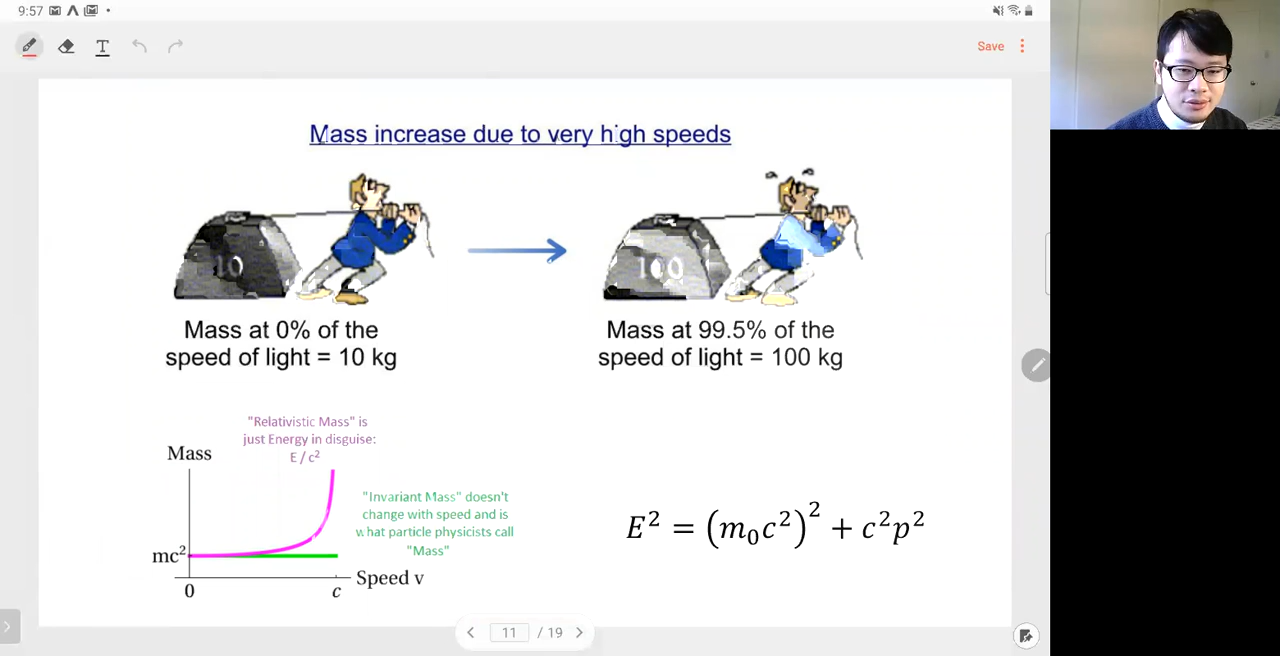 9:57
T
Save
Mass increase due to very high speeds
10
100
Mass at 0% of the
speed of light = 10 kg
Mass at 99.5% of the
speed of light = 100 kg
"Relativistic Mass" is
just Energy in disguise:
E / c²
Mass
"Invariant Mass" doesn't
change with speed and is
what particle physicists call
"Mass"
mc²
Speed v
0
c
E² = (m₀c²)² + c²p²
11 / 19